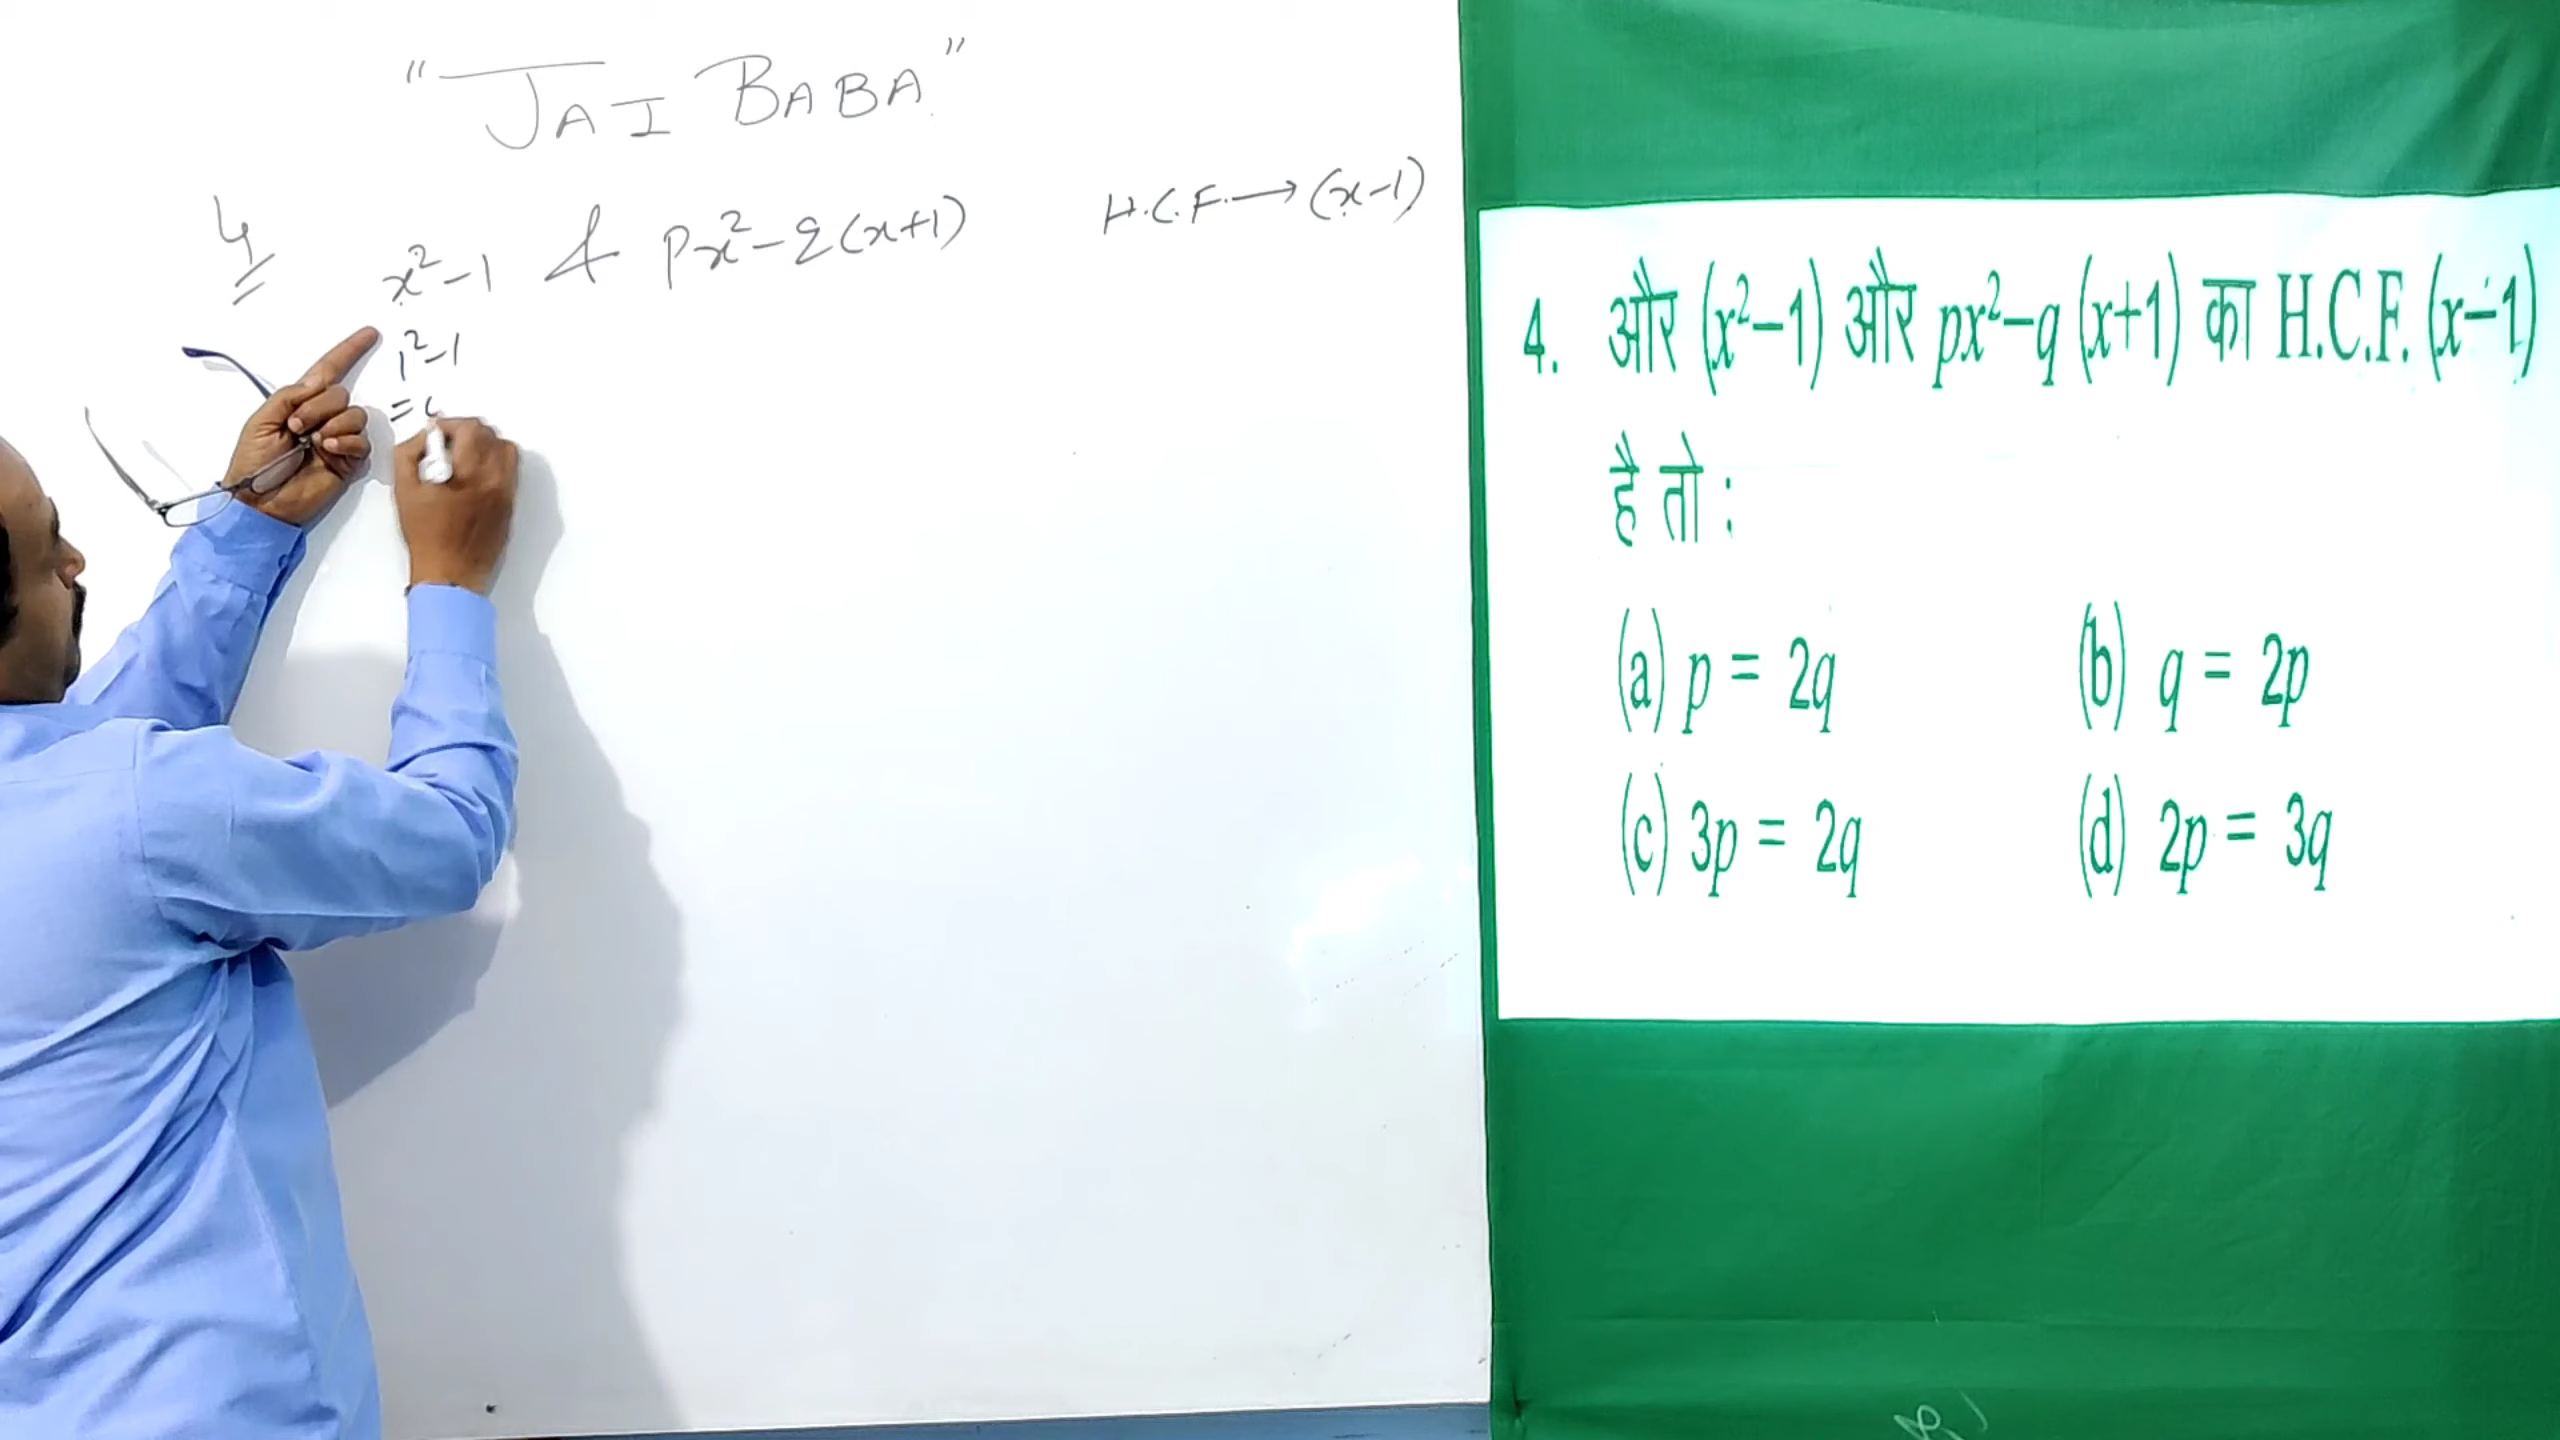 "JAI BABA"
4 x²-1 & px²-q(x+1) H.C.F. → (x-1)
1²-1
=
4. और (x²–1) और px²–q (x+1) का H.C.F. (x–1)
है तो :
(a) p = 2q (b) q = 2p
(c) 3p = 2q (d) 2p = 3q